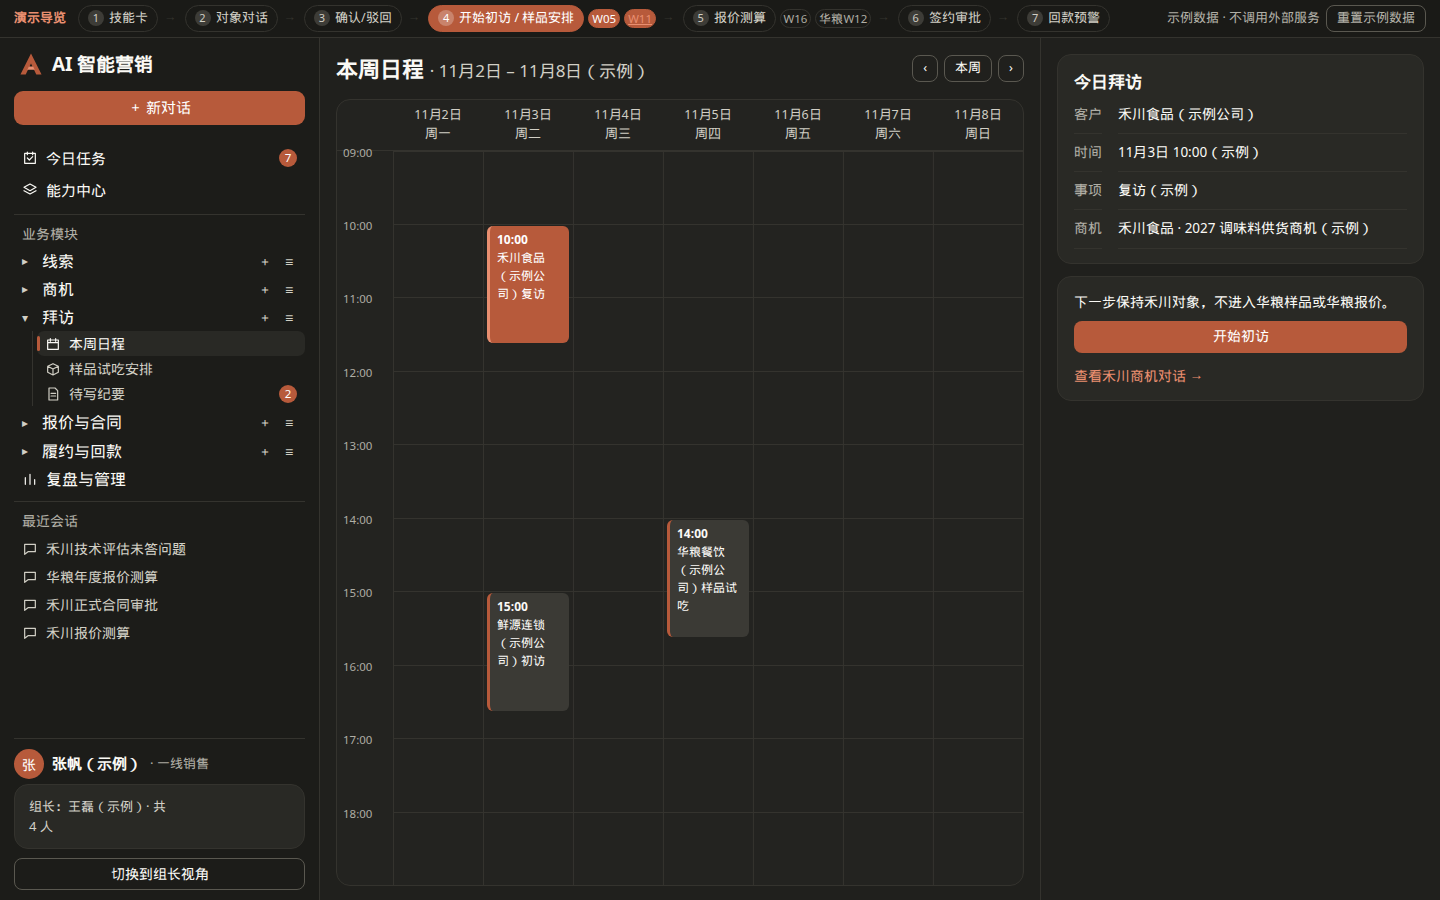 演示导览
1 技能卡
2 对象对话
3 确认/驳回
4 开始初访 / 样品安排
W05
W11
5 报价测算
W16
华粮W12
6 签约审批
7 回款预警
示例数据 · 不调用外部服务
重置示例数据
AI 智能营销
+ 新对话
今日任务
7
能力中心
业务模块
线索
商机
拜访
本周日程
样品试吃安排
待写纪要
2
报价与合同
履约与回款
复盘与管理
最近会话
禾川技术评估未答问题
华粮年度报价测算
禾川正式合同审批
禾川报价测算
张
张帆（示例）
· 一线销售
组长：王磊（示例）· 共
4 人
切换到组长视角
本周日程 · 11月2日 – 11月8日（示例）
‹
本周
›
11月2日
周一
11月3日
周二
11月4日
周三
11月5日
周四
11月6日
周五
11月7日
周六
11月8日
周日
09:00
10:00
11:00
12:00
13:00
14:00
15:00
16:00
17:00
18:00
10:00
禾川食品
（示例公
司）复访
15:00
鲜源连锁
（示例公
司）初访
14:00
华粮餐饮
（示例公
司）样品试
吃
今日拜访
客户 禾川食品（示例公司）
时间 11月3日 10:00（示例）
事项 复访（示例）
商机 禾川食品 · 2027 调味料供货商机（示例）
下一步保持禾川对象，不进入华粮样品或华粮报价。
开始初访
查看禾川商机对话 →